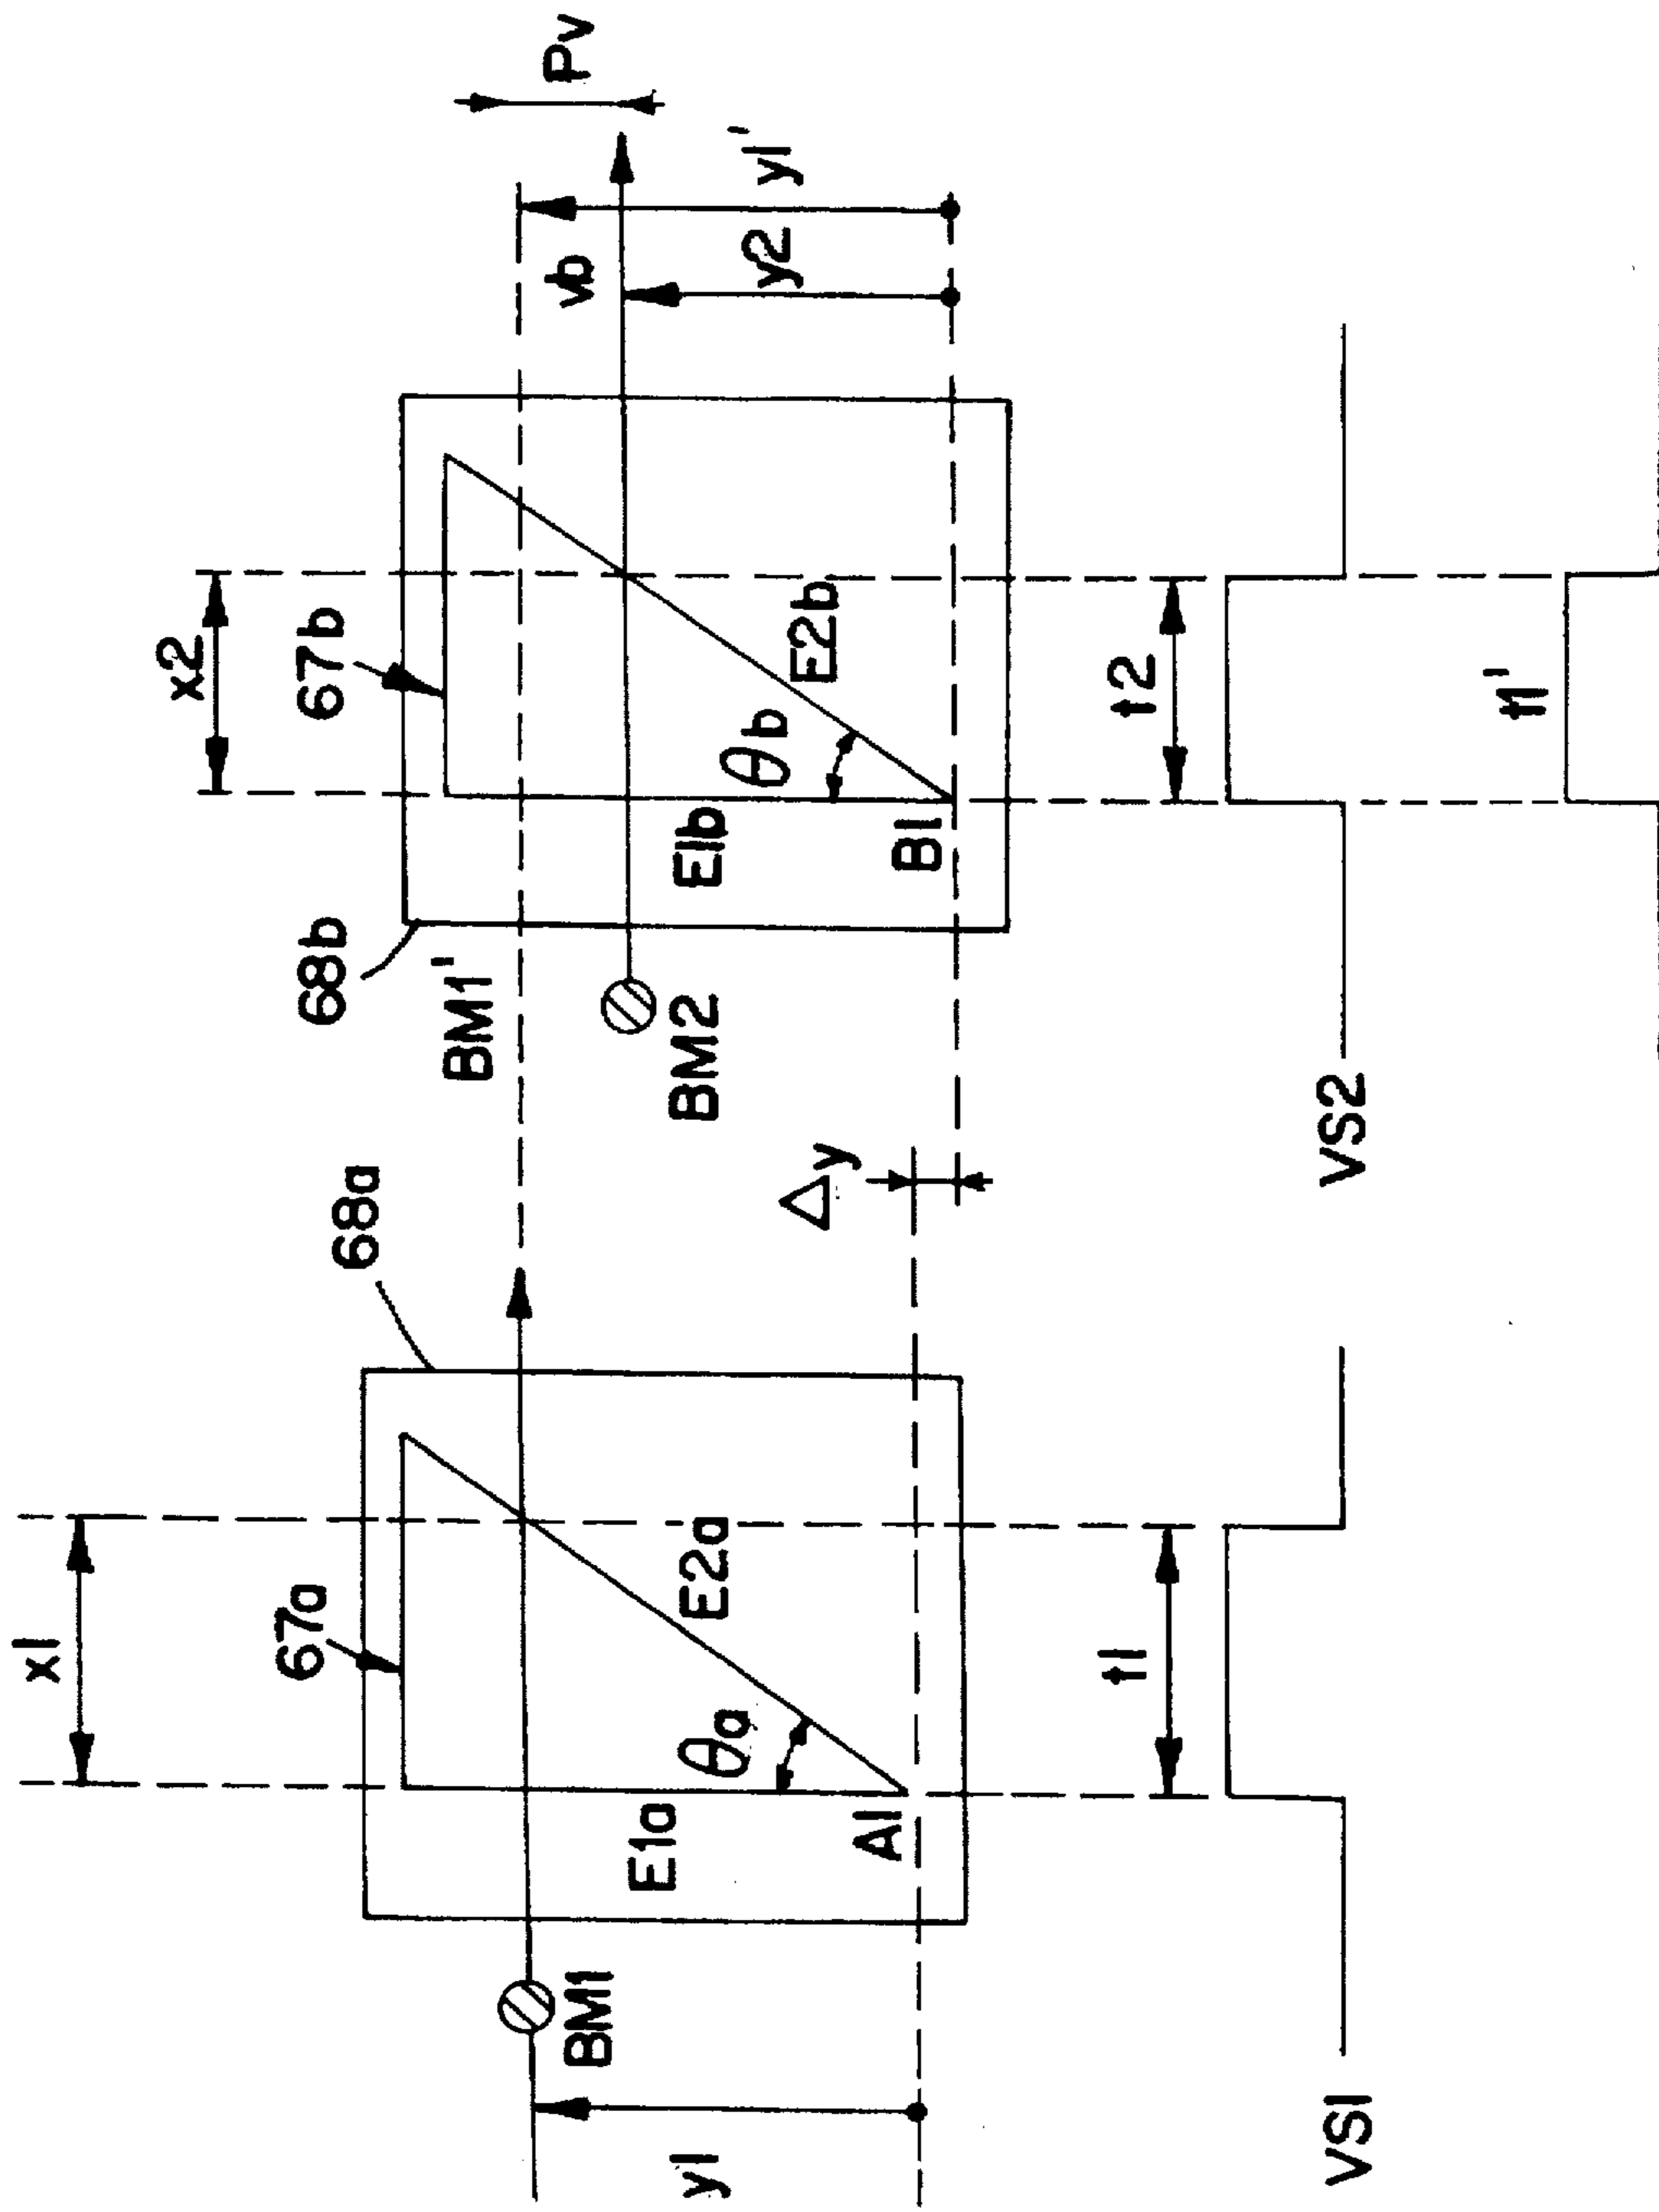 x1
67a
68a
θa
E1a
E2a
A1
BM1
y1
t1
VS1
x2
67b
68b
BM1'
BM2
θb
E1b
E2b
B1
Δy
vb
Pv
y2
y1'
t2
t1'
VS2